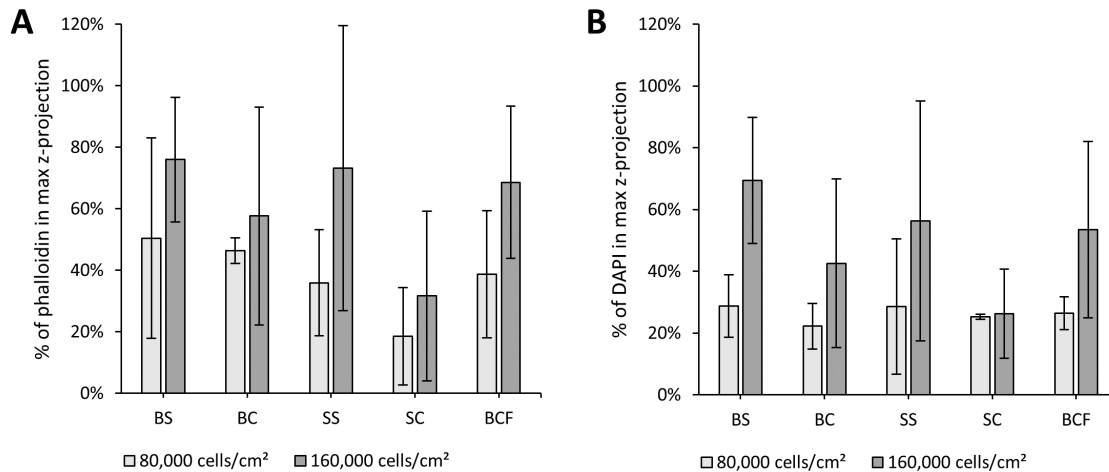 A
% of phalloidin in max z-projection
120%
100%
80%
60%
40%
20%
0%
BS BC SS SC BCF
80,000 cells/cm² 160,000 cells/cm²
B
% of DAPI in max z-projection
120%
100%
80%
60%
40%
20%
0%
BS BC SS SC BCF
80,000 cells/cm² 160,000 cells/cm²